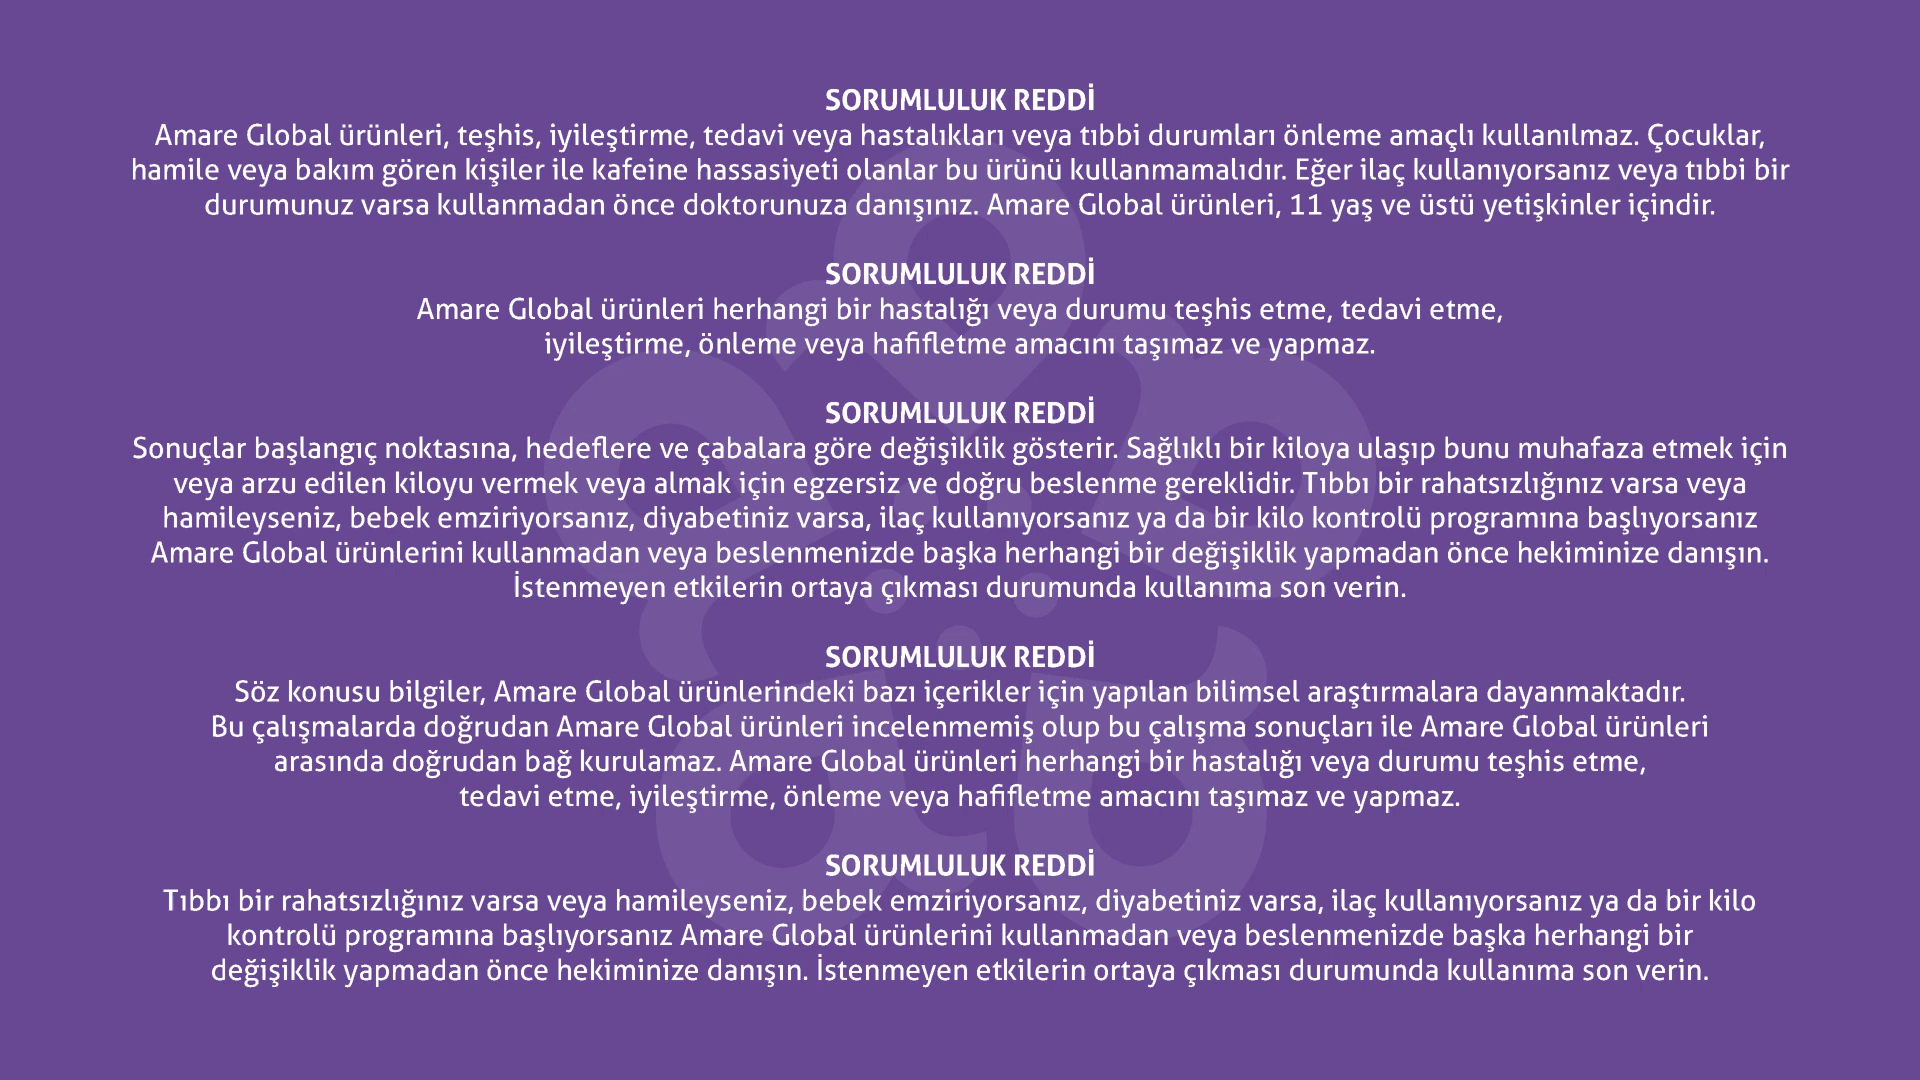 SORUMLULUK REDDİ
Amare Global ürünleri, teşhis, iyileştirme, tedavi veya hastalıkları veya tıbbi durumları önleme amaçlı kullanılmaz. Çocuklar,
hamile veya bakım gören kişiler ile kafeine hassasiyeti olanlar bu ürünü kullanmamalıdır. Eğer ilaç kullanıyorsanız veya tıbbi bir
durumunuz varsa kullanmadan önce doktorunuza danışınız. Amare Global ürünleri, 11 yaş ve üstü yetişkinler içindir.
SORUMLULUK REDDİ
Amare Global ürünleri herhangi bir hastalığı veya durumu teşhis etme, tedavi etme,
iyileştirme, önleme veya hafifletme amacını taşımaz ve yapmaz.
SORUMLULUK REDDİ
Sonuçlar başlangıç noktasına, hedeflere ve çabalara göre değişiklik gösterir. Sağlıklı bir kiloya ulaşıp bunu muhafaza etmek için
veya arzu edilen kiloyu vermek veya almak için egzersiz ve doğru beslenme gereklidir. Tıbbı bir rahatsızlığınız varsa veya
hamileyseniz, bebek emziriyorsanız, diyabetiniz varsa, ilaç kullanıyorsanız ya da bir kilo kontrolü programına başlıyorsanız
Amare Global ürünlerini kullanmadan veya beslenmenizde başka herhangi bir değişiklik yapmadan önce hekiminize danışın.
İstenmeyen etkilerin ortaya çıkması durumunda kullanıma son verin.
SORUMLULUK REDDİ
Söz konusu bilgiler, Amare Global ürünlerindeki bazı içerikler için yapılan bilimsel araştırmalara dayanmaktadır.
Bu çalışmalarda doğrudan Amare Global ürünleri incelenmemiş olup bu çalışma sonuçları ile Amare Global ürünleri
arasında doğrudan bağ kurulamaz. Amare Global ürünleri herhangi bir hastalığı veya durumu teşhis etme,
tedavi etme, iyileştirme, önleme veya hafifletme amacını taşımaz ve yapmaz.
SORUMLULUK REDDİ
Tıbbı bir rahatsızlığınız varsa veya hamileyseniz, bebek emziriyorsanız, diyabetiniz varsa, ilaç kullanıyorsanız ya da bir kilo
kontrolü programına başlıyorsanız Amare Global ürünlerini kullanmadan veya beslenmenizde başka herhangi bir
değişiklik yapmadan önce hekiminize danışın. İstenmeyen etkilerin ortaya çıkması durumunda kullanıma son verin.